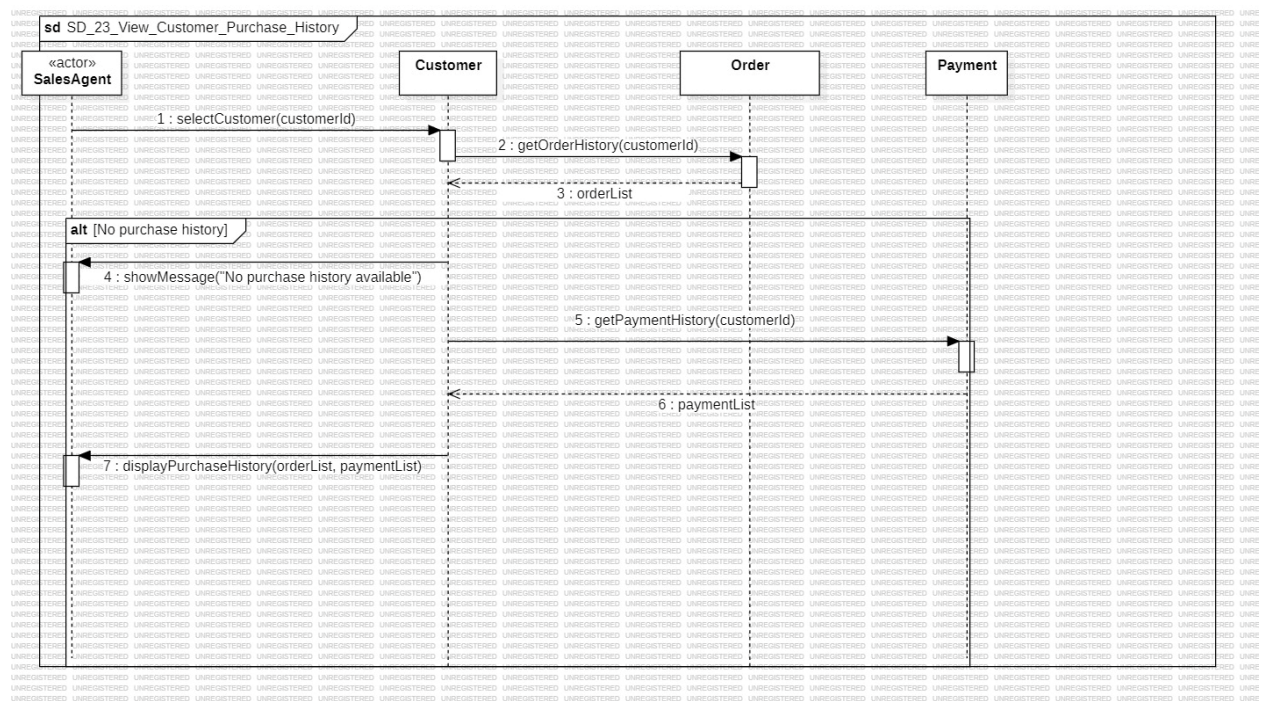 sd SD_23_View_Customer_Purchase_History
«actor»
SalesAgent
Customer
Order
Payment
1 : selectCustomer(customerId)
2 : getOrderHistory(customerId)
3 : orderList
alt [No purchase history]
4 : showMessage("No purchase history available")
5 : getPaymentHistory(customerId)
6 : paymentList
7 : displayPurchaseHistory(orderList, paymentList)
UNREGISTERED